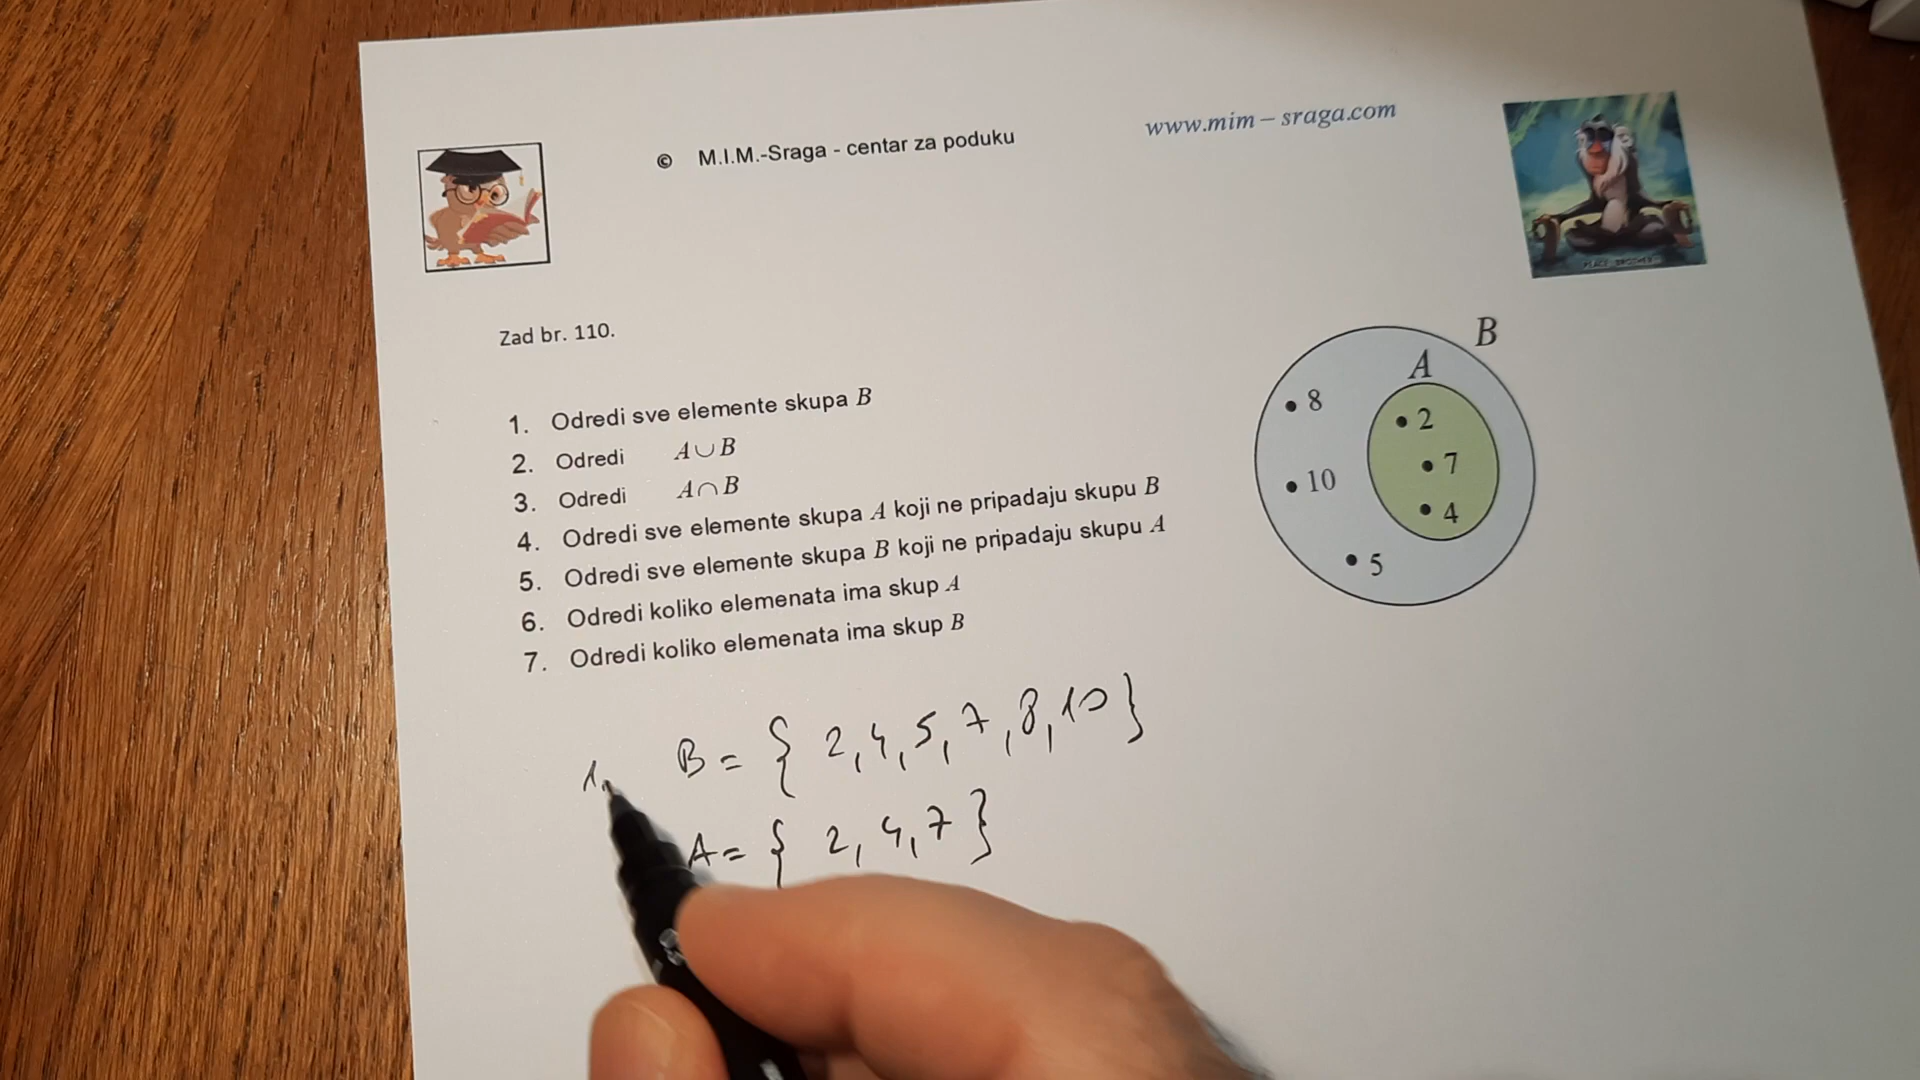 © M.I.M.-Sraga - centar za poduku
www.mim – sraga.com
Zad br. 110.
1. Odredi sve elemente skupa B
2. Odredi A∪B
3. Odredi A∩B
4. Odredi sve elemente skupa A koji ne pripadaju skupu B
5. Odredi sve elemente skupa B koji ne pripadaju skupu A
6. Odredi koliko elemenata ima skup A
7. Odredi koliko elemenata ima skup B
B
A
8
2
7
10
4
5
1. B = { 2, 4, 5, 7, 8, 10 }
A = { 2, 4, 7 }